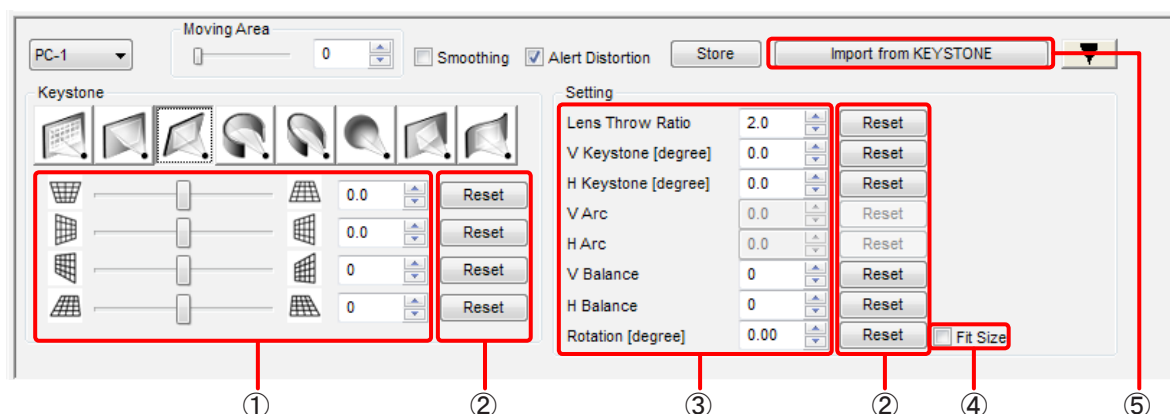 Moving Area
PC-1 0 Smoothing Alert Distortion Store Import from KEYSTONE
Keystone
0.0 Reset
0.0 Reset
0 Reset
0 Reset
Setting
Lens Throw Ratio 2.0 Reset
V Keystone [degree] 0.0 Reset
H Keystone [degree] 0.0 Reset
V Arc 0.0 Reset
H Arc 0.0 Reset
V Balance 0 Reset
H Balance 0 Reset
Rotation [degree] 0.00 Reset Fit Size
① ② ③ ② ④ ⑤